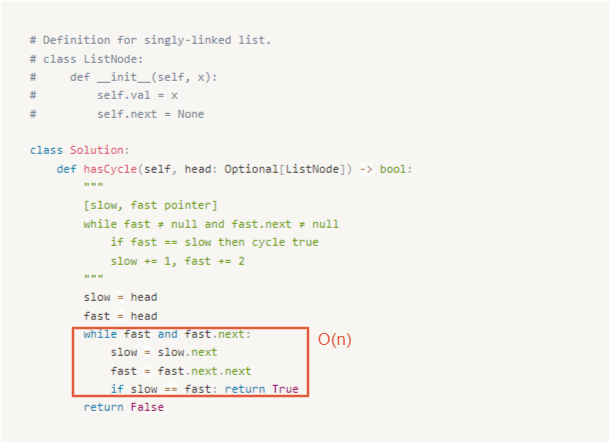 # Definition for singly-linked list.
# class ListNode:
#     def __init__(self, x):
#         self.val = x
#         self.next = None
class Solution:
    def hasCycle(self, head: Optional[ListNode]) -> bool:
        """
        [slow, fast pointer]
        while fast ≠ null and fast.next ≠ null
            if fast == slow then cycle true
            slow += 1, fast += 2
        """
        slow = head
        fast = head
        while fast and fast.next:
            slow = slow.next
O(n)
            fast = fast.next.next
            if slow == fast: return True
        return False